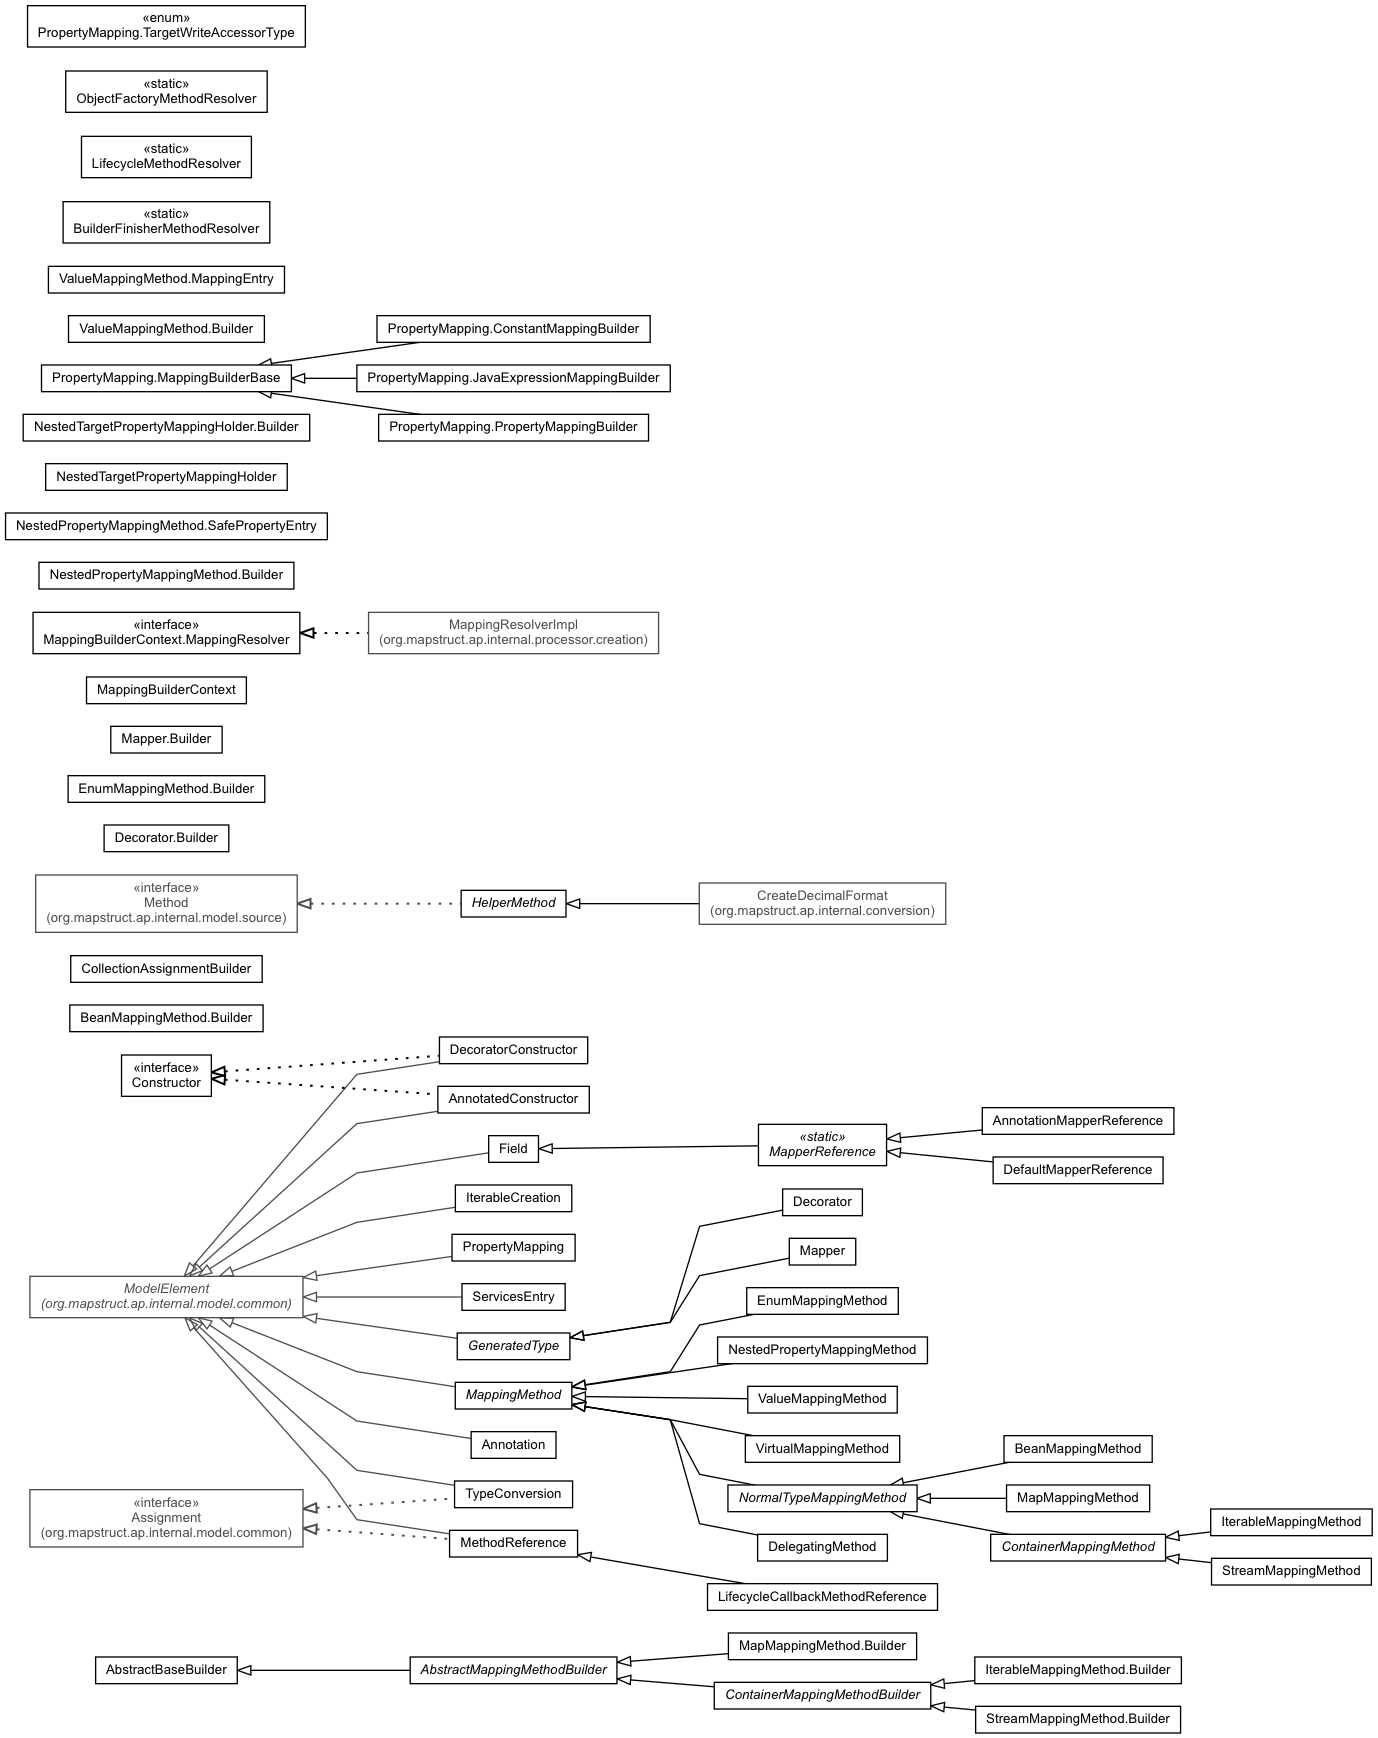 «enum»
PropertyMapping.TargetWriteAccessorType
«static»
ObjectFactoryMethodResolver
«static»
LifecycleMethodResolver
«static»
BuilderFinisherMethodResolver
ValueMappingMethod.MappingEntry
ValueMappingMethod.Builder
PropertyMapping.ConstantMappingBuilder
PropertyMapping.MappingBuilderBase
PropertyMapping.JavaExpressionMappingBuilder
NestedTargetPropertyMappingHolder.Builder
PropertyMapping.PropertyMappingBuilder
NestedTargetPropertyMappingHolder
NestedPropertyMappingMethod.SafePropertyEntry
NestedPropertyMappingMethod.Builder
«interface»
MappingBuilderContext.MappingResolver
MappingResolverImpl
(org.mapstruct.ap.internal.processor.creation)
MappingBuilderContext
Mapper.Builder
EnumMappingMethod.Builder
Decorator.Builder
«interface»
Method
(org.mapstruct.ap.internal.model.source)
HelperMethod
CreateDecimalFormat
(org.mapstruct.ap.internal.conversion)
CollectionAssignmentBuilder
BeanMappingMethod.Builder
«interface»
Constructor
DecoratorConstructor
AnnotatedConstructor
Field
«static»
MapperReference
AnnotationMapperReference
DefaultMapperReference
IterableCreation
Decorator
PropertyMapping
Mapper
ModelElement
(org.mapstruct.ap.internal.model.common)
ServicesEntry
EnumMappingMethod
GeneratedType
NestedPropertyMappingMethod
MappingMethod
ValueMappingMethod
Annotation
VirtualMappingMethod
BeanMappingMethod
«interface»
Assignment
(org.mapstruct.ap.internal.model.common)
TypeConversion
NormalTypeMappingMethod
MapMappingMethod
MethodReference
DelegatingMethod
ContainerMappingMethod
IterableMappingMethod
StreamMappingMethod
LifecycleCallbackMethodReference
MapMappingMethod.Builder
AbstractBaseBuilder
AbstractMappingMethodBuilder
IterableMappingMethod.Builder
ContainerMappingMethodBuilder
StreamMappingMethod.Builder